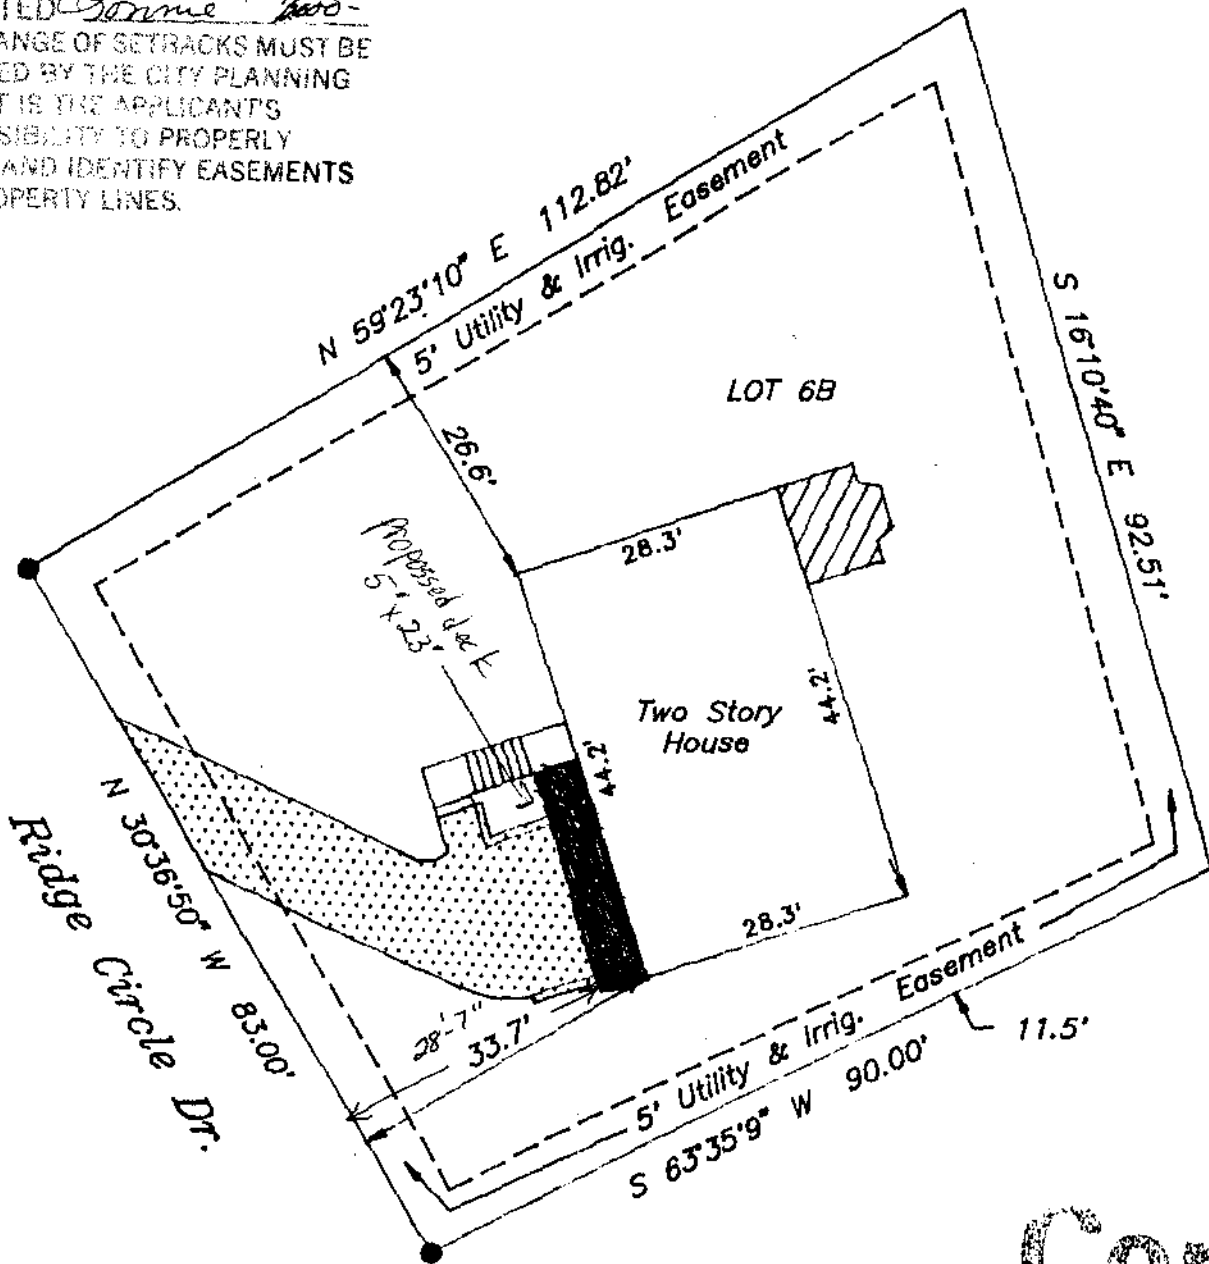 TED
ANGE OF SETBACKS MUST BE
ED BY THE CITY PLANNING
T IS THE APPLICANT'S
SIBILITY TO PROPERLY
AND IDENTIFY EASEMENTS
OPERTY LINES.
N 59°23'10" E 112.82'
5' Utility & Irrig. Easement
LOT 6B
S 16°10'40" E 92.51'
26.6'
28.3'
proposed deck
5' x 23'
Two Story
House
44.2'
44.2'
N 30°36'50" W 83.00'
Ridge Circle Dr.
28.3'
28'-7"
33.7'
5' Utility & Irrig. Easement
11.5'
S 63°35'9" W 90.00'